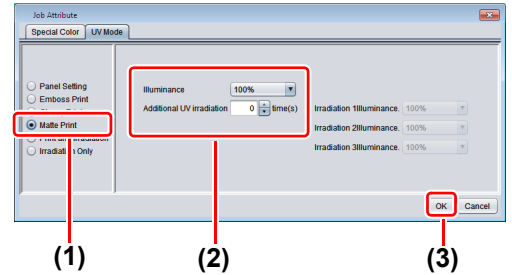 Job Attribute
Special Color UV Mode
Panel Setting
Emboss Print
Matte Print
Irradiation Only
Illuminance 100%
Additional UV irradiation 0 time(s)
Irradiation 1Illuminance. 100%
Irradiation 2Illuminance. 100%
Irradiation 3Illuminance. 100%
OK Cancel
(1) (2) (3)